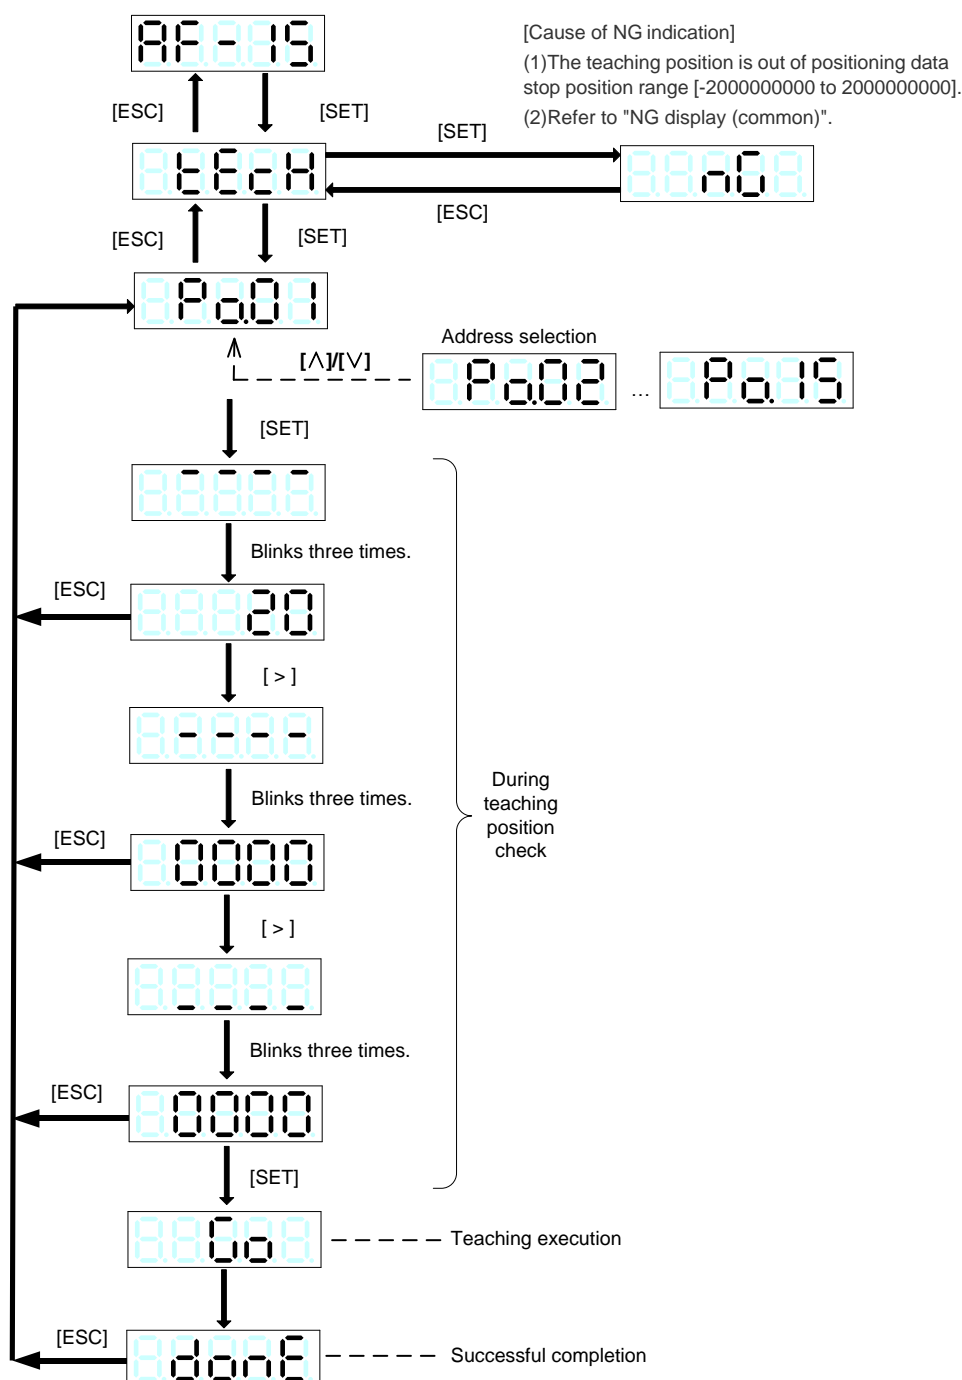 AF-15
[Cause of NG indication]
(1)The teaching position is out of positioning data
stop position range [-2000000000 to 2000000000].
(2)Refer to "NG display (common)".
[ESC]
[SET]
[SET]
tEcH
nG
[ESC]
[ESC]
[SET]
Po.01
Address selection
[∧]/[∨]
Po.02
...
Po.15
[SET]
- - - -
Blinks three times.
[ESC]
20
[ > ]
- - - -
During
teaching
position
check
Blinks three times.
[ESC]
0000
[ > ]
_ _ _ _
Blinks three times.
[ESC]
0000
[SET]
Go
Teaching execution
[ESC]
donE
Successful completion